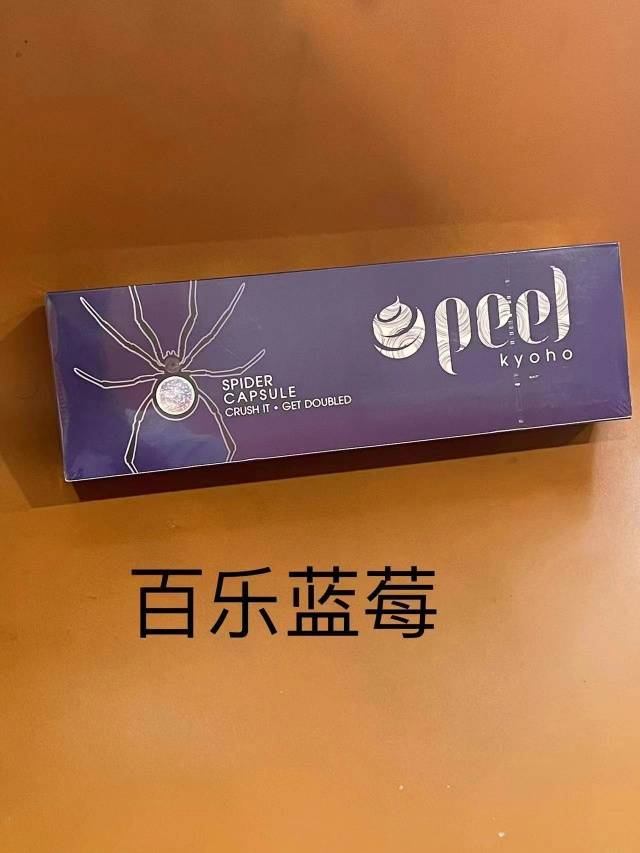 peel
kyoho
SPIDER
CAPSULE
CRUSH IT • GET DOUBLED
百乐蓝莓